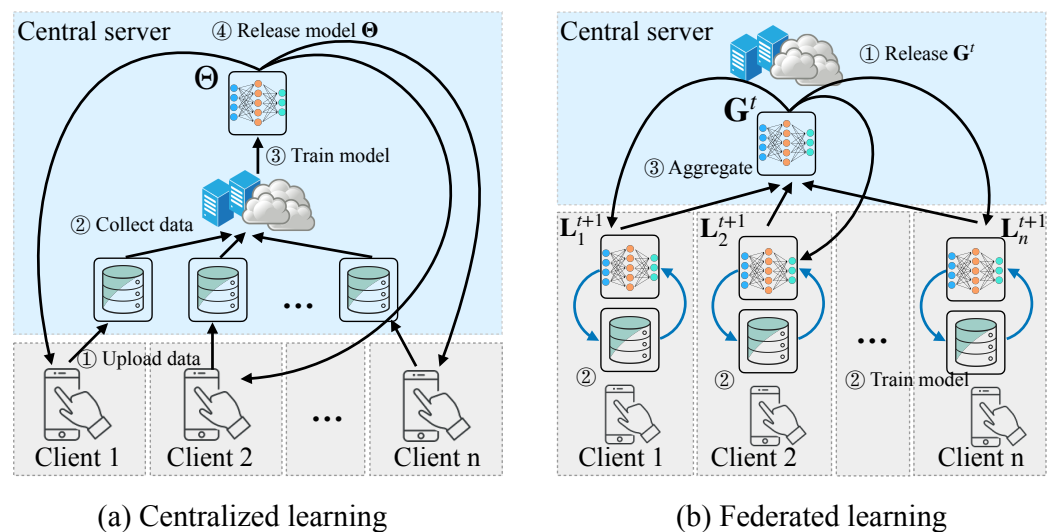 Central server
④ Release model Θ
Θ
③ Train model
② Collect data
...
① Upload data
...
Client 1
Client 2
Client n
(a) Centralized learning
Central server
① Release G^t
G^t
③ Aggregate
L_1^{t+1}
L_2^{t+1}
L_n^{t+1}
...
②
②
② Train model
Client 1
Client 2
Client n
(b) Federated learning